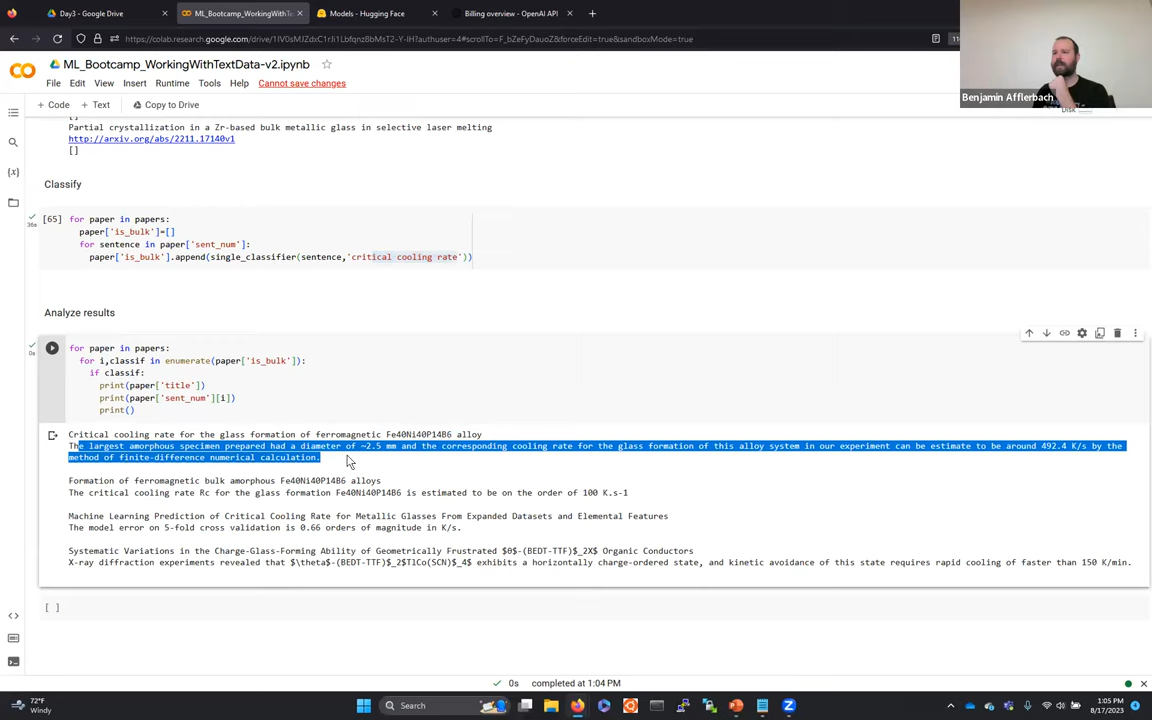 Day3 - Google Drive
ML_Bootcamp_WorkingWithT
Models - Hugging Face
Billing overview - OpenAI API
ML_Bootcamp_WorkingWithTextData-v2.ipynb
File Edit View Insert Runtime Tools Help Cannot save changes
+ Code + Text Copy to Drive
Disk
Benjamin Afflerbach
[]
Partial crystallization in a Zr-based bulk metallic glass in selective laser melting
http://arxiv.org/abs/2211.17140v1
[]
Classify
[65] for paper in papers:
paper['is_bulk']=[]
for sentence in paper['sent_num']:
paper['is_bulk'].append(single_classifier(sentence,'critical cooling rate'))
36s
Analyze results
for paper in papers:
0s
for i,classif in enumerate(paper['is_bulk']):
if classif:
print(paper['title'])
print(paper['sent_num'][i])
print()
Critical cooling rate for the glass formation of ferromagnetic Fe40Ni40P14B6 alloy
The largest amorphous specimen prepared had a diameter of ~2.5 mm and the corresponding cooling rate for the glass formation of this alloy system in our experiment can be estimate to be around 492.4 K/s by the
method of finite-difference numerical calculation.
Formation of ferromagnetic bulk amorphous Fe40Ni40P14B6 alloys
The critical cooling rate Rc for the glass formation Fe40Ni40P14B6 is estimated to be on the order of 100 K.s-1
Machine Learning Prediction of Critical Cooling Rate for Metallic Glasses From Expanded Datasets and Elemental Features
The model error on 5-fold cross validation is 0.66 orders of magnitude in K/s.
Systematic Variations in the Charge-Glass-Forming Ability of Geometrically Frustrated $θ$-(BEDT-TTF)$_2X$ Organic Conductors
X-ray diffraction experiments revealed that $\theta$-(BEDT-TTF)$_2$TlCo(SCN)$_4$ exhibits a horizontally charge-ordered state, and kinetic avoidance of this state requires rapid cooling of faster than 150 K/min.
[ ]
0s completed at 1:04 PM
72°F
Windy
Search
1:05 PM
8/17/2023